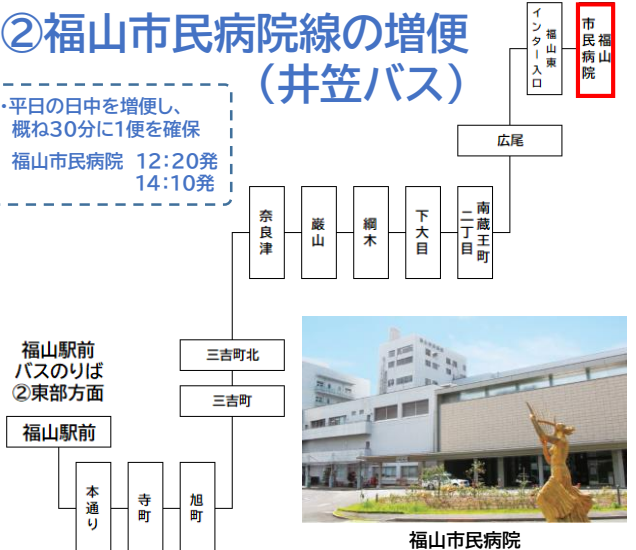 ②福山市民病院線の増便
（井笠バス）
・平日の日中を増便し、
概ね30分に1便を確保
福山市民病院 12:20発
14:10発
福山
市民病院
福山東
インター入口
広尾
南蔵王町
二丁目
下大目
綱木
巌山
奈良津
三吉町北
三吉町
旭町
寺町
本通り
福山駅前
バスのりば
②東部方面
福山駅前
福山市民病院